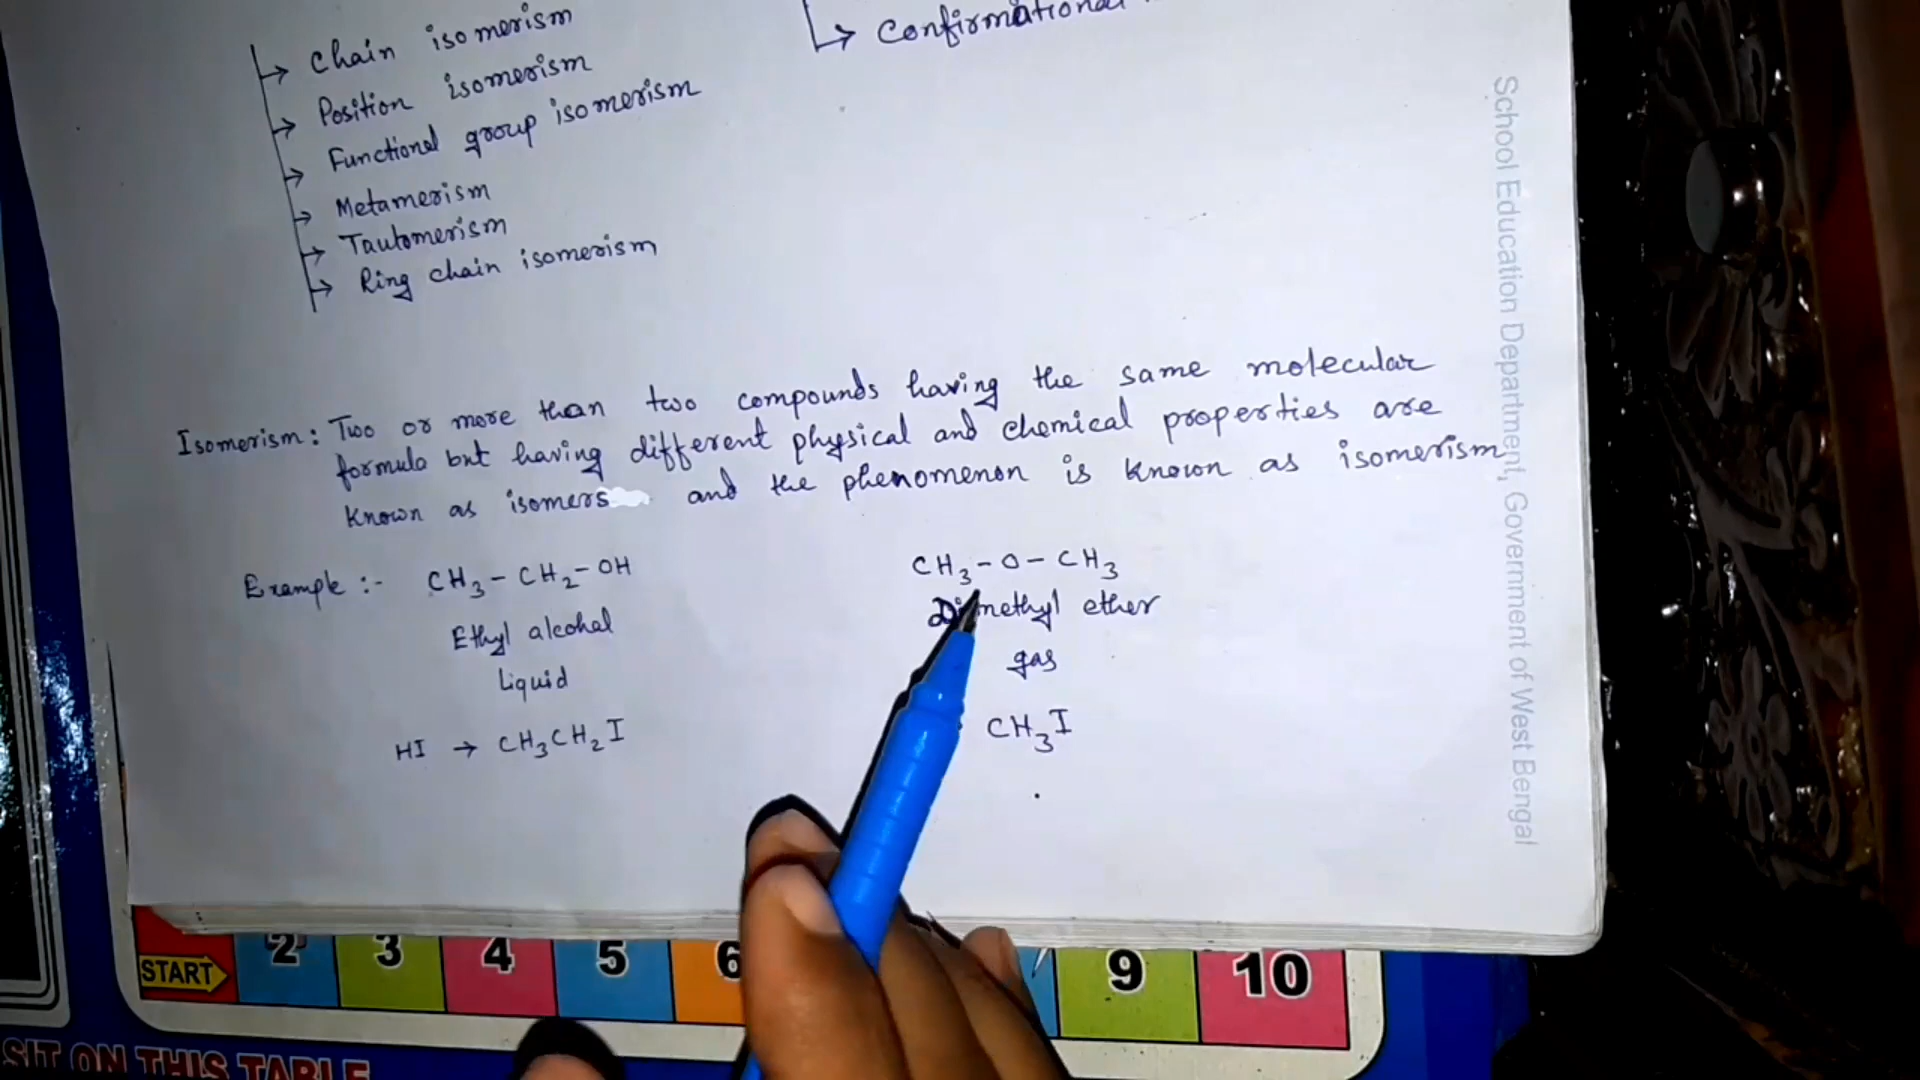 Chain isomerism
Position isomerism
Functional group isomerism
Metamerism
Tautomerism
Ring chain isomerism
Confirmational
Isomerism: Two or more than two compounds having the same molecular
formula but having different physical and chemical properties are
known as isomers and the phenomenon is known as isomerism
Example :- CH3 - CH2 - OH
Ethyl alcohal
Liquid
HI → CH3CH2I
CH3 - O - CH3
Dimethyl ether
gas
CH3I
School Education Department, Government of West Bengal
START 2 3 4 5 6 9 10
SIT ON THIS TABLE